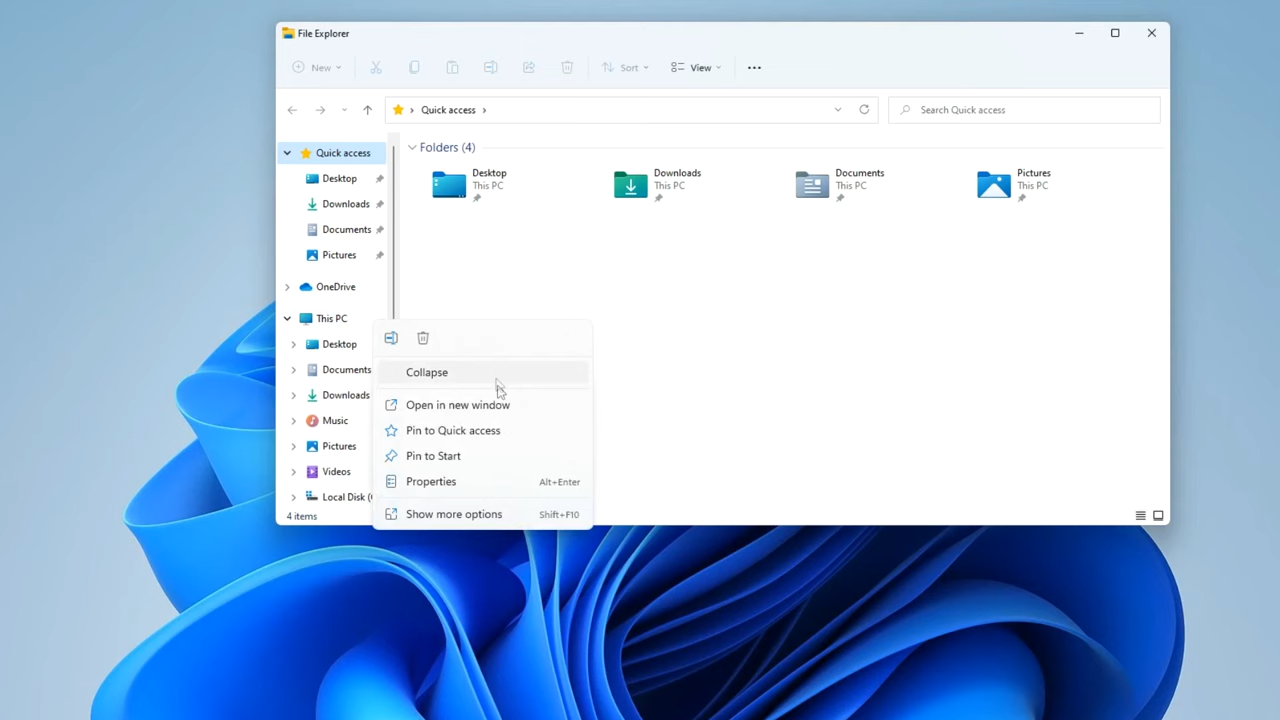 File Explorer
New
Sort
View
Quick access
Search Quick access
Quick access
Desktop
Downloads
Documents
Pictures
OneDrive
This PC
Desktop
Documents
Downloads
Music
Pictures
Videos
Local Disk (
4 items
Folders (4)
Desktop
This PC
Downloads
This PC
Documents
This PC
Pictures
This PC
Collapse
Open in new window
Pin to Quick access
Pin to Start
Properties Alt+Enter
Show more options Shift+F10